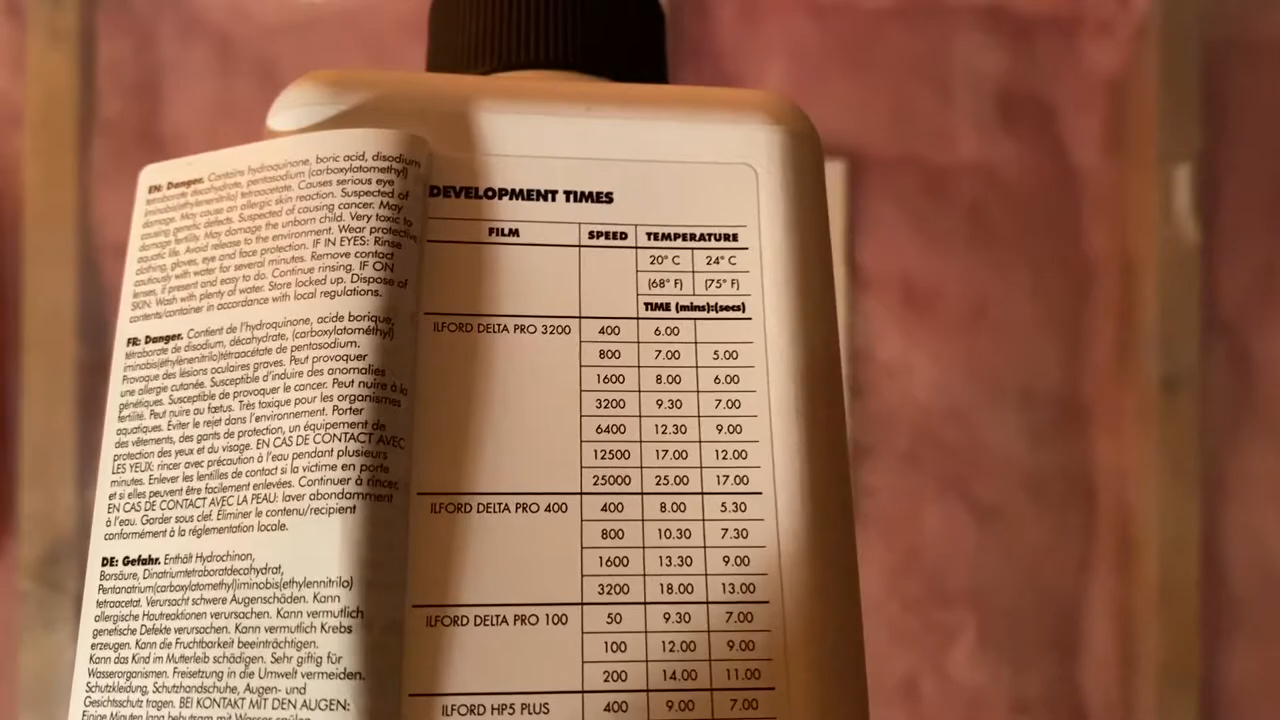 EN: Danger. Contains hydroquinone, boric acid, disodium
tetraborate decahydrate, pentasodium (carboxylatomethyl)
iminobis(ethylenenitrilo) tetraacetate. Causes serious eye
damage. May cause an allergic skin reaction. Suspected of
causing genetic defects. Suspected of causing cancer. May
damage fertility. May damage the unborn child. Very toxic to
aquatic life. Avoid release to the environment. Wear protective
clothing, gloves, eye and face protection. IF IN EYES: Rinse
cautiously with water for several minutes. Remove contact
lenses, if present and easy to do. Continue rinsing. IF ON
SKIN: Wash with plenty of water. Store locked up. Dispose of
contents/container in accordance with local regulations.
FR: Danger. Contient de l'hydroquinone, acide borique,
tétraborate de disodium, décahydrate, (carboxylatométhyl)
iminobis(éthylènenitrilo)tétraacétate de pentasodium.
Provoque des lésions oculaires graves. Peut provoquer
une allergie cutanée. Susceptible d'induire des anomalies
génétiques. Susceptible de provoquer le cancer. Peut nuire à la
fertilité. Peut nuire au fœtus. Très toxique pour les organismes
aquatiques. Éviter le rejet dans l'environnement. Porter
des vêtements, des gants de protection, un équipement de
protection des yeux et du visage. EN CAS DE CONTACT AVEC
LES YEUX: rincer avec précaution à l'eau pendant plusieurs
minutes. Enlever les lentilles de contact si la victime en porte
et si elles peuvent être facilement enlevées. Continuer à rincer.
EN CAS DE CONTACT AVEC LA PEAU: laver abondamment
à l'eau. Garder sous clef. Éliminer le contenu/recipient
conformément à la réglementation locale.
DE: Gefahr. Enthält Hydrochinon,
Borsäure, Dinatriumtetraboratdecahydrat,
Pentanatrium(carboxylatomethyl)iminobis(ethylennitrilo)
tetraacetat. Verursacht schwere Augenschäden. Kann
allergische Hautreaktionen verursachen. Kann vermutlich
genetische Defekte verursachen. Kann vermutlich Krebs
erzeugen. Kann die Fruchtbarkeit beeinträchtigen.
Kann das Kind im Mutterleib schädigen. Sehr giftig für
Wasserorganismen. Freisetzung in die Umwelt vermeiden.
Schutzkleidung, Schutzhandschuhe, Augen- und
Gesichtsschutz tragen. BEI KONTAKT MIT DEN AUGEN:
Einige Minuten lang behutsam mit Wasser spülen
DEVELOPMENT TIMES
FILM SPEED TEMPERATURE
20° C 24° C
(68° F) (75° F)
TIME (mins):(secs)
ILFORD DELTA PRO 3200 400 6.00
800 7.00 5.00
1600 8.00 6.00
3200 9.30 7.00
6400 12.30 9.00
12500 17.00 12.00
25000 25.00 17.00
ILFORD DELTA PRO 400 400 8.00 5.30
800 10.30 7.30
1600 13.30 9.00
3200 18.00 13.00
ILFORD DELTA PRO 100 50 9.30 7.00
100 12.00 9.00
200 14.00 11.00
ILFORD HP5 PLUS 400 9.00 7.00